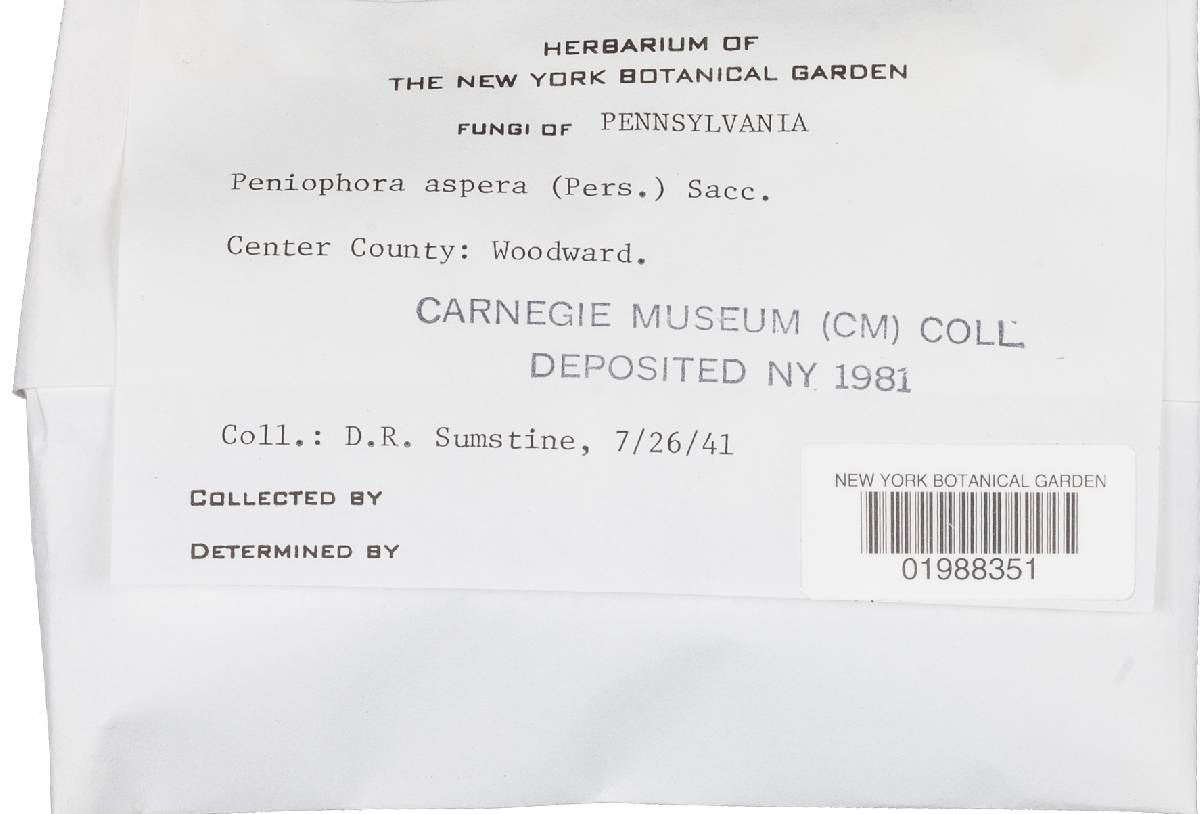 HERBARIUM OF
THE NEW YORK BOTANICAL GARDEN
FUNGI OF PENNSYLVANIA
Peniophora aspera (Pers.) Sacc.
Center County: Woodward.
CARNEGIE MUSEUM (CM) COLL.
DEPOSITED NY 1981
Coll.: D.R. Sumstine, 7/26/41
COLLECTED BY
DETERMINED BY
NEW YORK BOTANICAL GARDEN
01988351